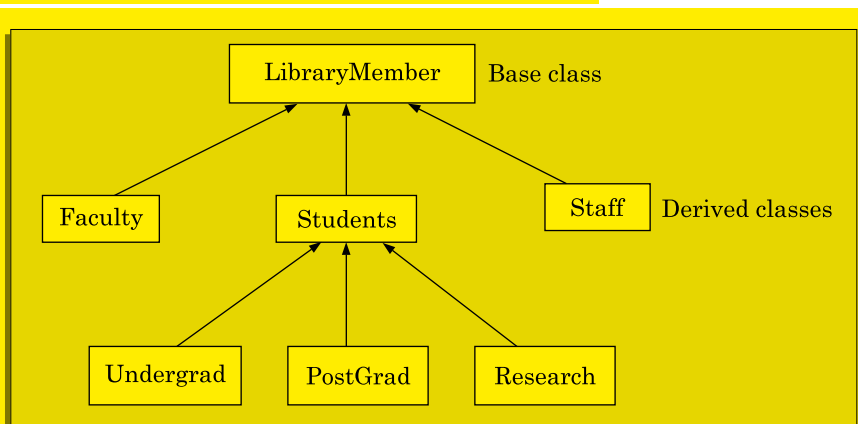 LibraryMember
Base class
Faculty
Students
Staff
Derived classes
Undergrad
PostGrad
Research